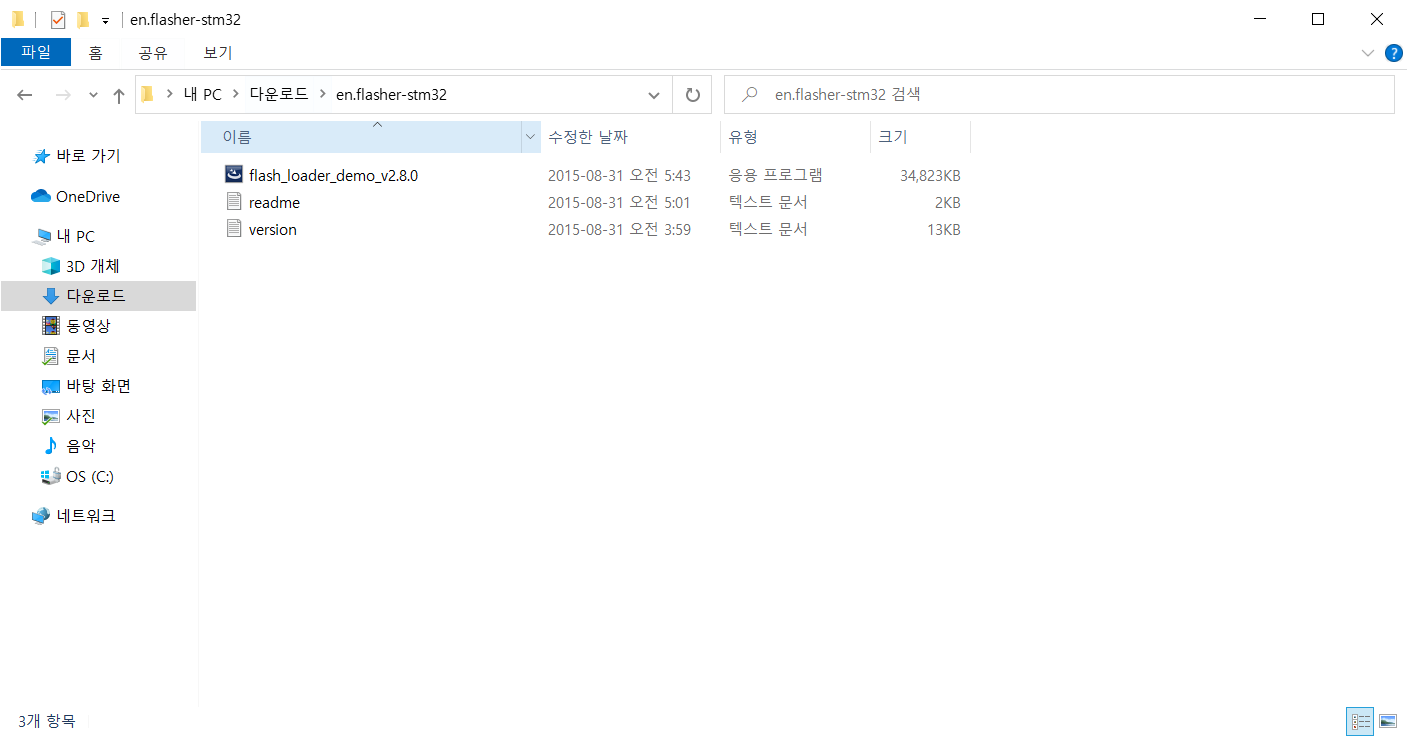 en.flasher-stm32
파일 홈 공유 보기
내 PC 다운로드 en.flasher-stm32 en.flasher-stm32 검색
이름 수정한 날짜 유형 크기
바로 가기
OneDrive
내 PC
3D 개체
다운로드
동영상
문서
바탕 화면
사진
음악
OS (C:)
네트워크
flash_loader_demo_v2.8.0 2015-08-31 오전 5:43 응용 프로그램 34,823KB
readme 2015-08-31 오전 5:01 텍스트 문서 2KB
version 2015-08-31 오전 3:59 텍스트 문서 13KB
3개 항목